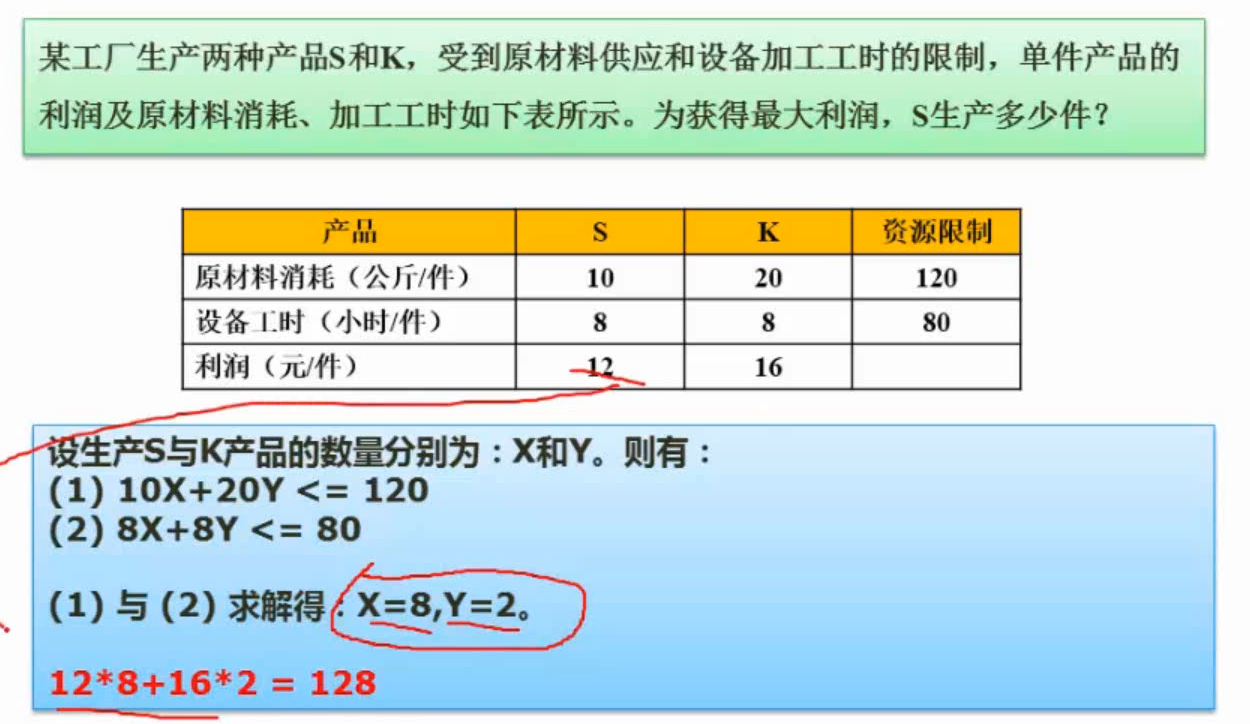 某工厂生产两种产品S和K，受到原材料供应和设备加工工时的限制，单件产品的
利润及原材料消耗、加工工时如下表所示。为获得最大利润，S生产多少件？
产品 S K 资源限制
原材料消耗（公斤/件） 10 20 120
设备工时（小时/件） 8 8 80
利润（元/件） 12 16
设生产S与K产品的数量分别为：X和Y。则有：
(1) 10X+20Y <= 120
(2) 8X+8Y <= 80
(1) 与 (2) 求解得：X=8,Y=2。
12*8+16*2 = 128